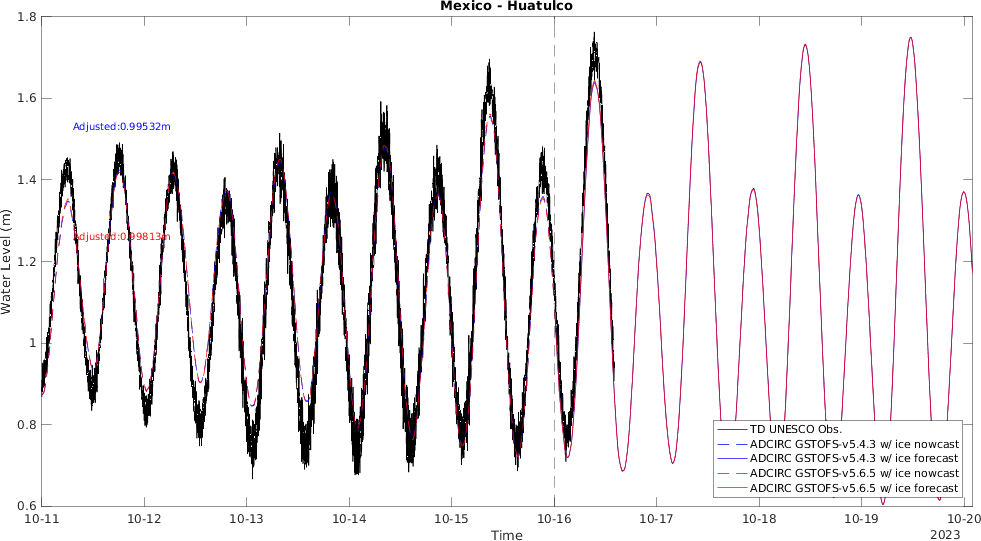 Mexico - Huatulco
1.8
1.6
1.4
1.2
1
0.8
0.6
Water Level (m)
Adjusted:0.99532m
Adjusted:0.99813m
TD UNESCO Obs.
ADCIRC GSTOFS-v5.4.3 w/ ice nowcast
ADCIRC GSTOFS-v5.4.3 w/ ice forecast
ADCIRC GSTOFS-v5.6.5 w/ ice nowcast
ADCIRC GSTOFS-v5.6.5 w/ ice forecast
10-11 10-12 10-13 10-14 10-15 10-16 10-17 10-18 10-19 10-20
Time
2023